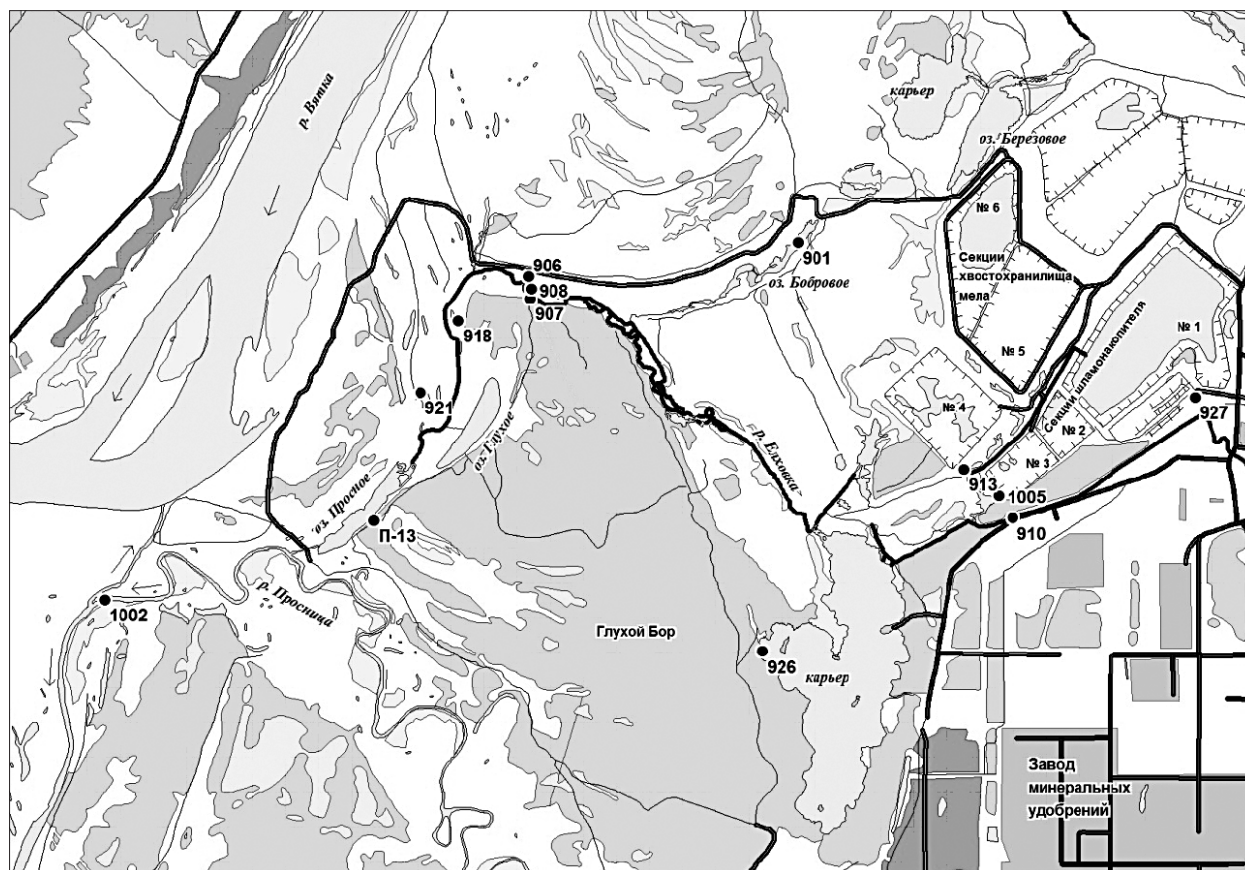 р. Вятка
карьер
оз. Березовое
№ 6
901
Секции
хвостохранилища
мела
906
оз. Бобровое
908
907
918
№ 1
№ 5
Секции шламонакопителя
921
№ 4
927
оз. Глухое
№ 2
р. Елховка
№ 3
913
оз. Просное
1005
П-13
910
р. Просница
1002
Глухой Бор
926
карьер
Завод
минеральных
удобрений